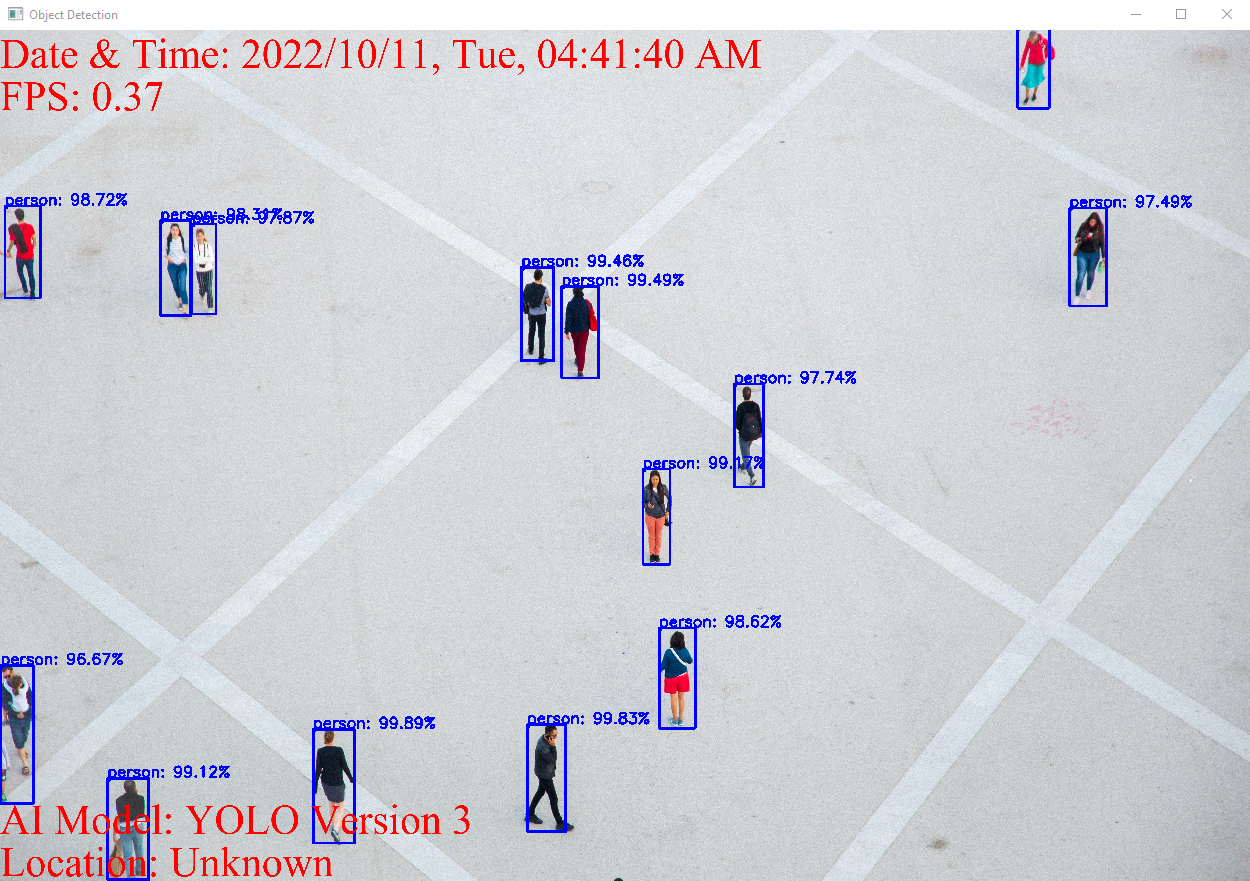 Object Detection
Date & Time: 2022/10/11, Tue, 04:41:40 AM
FPS: 0.37
person: 98.72%
person: 98.31%
person: 97.87%
person: 97.49%
person: 99.46%
person: 99.49%
person: 97.74%
person: 99.17%
person: 98.62%
person: 96.67%
person: 99.89%
person: 99.83%
person: 99.12%
AI Model: YOLO Version 3
Location: Unknown